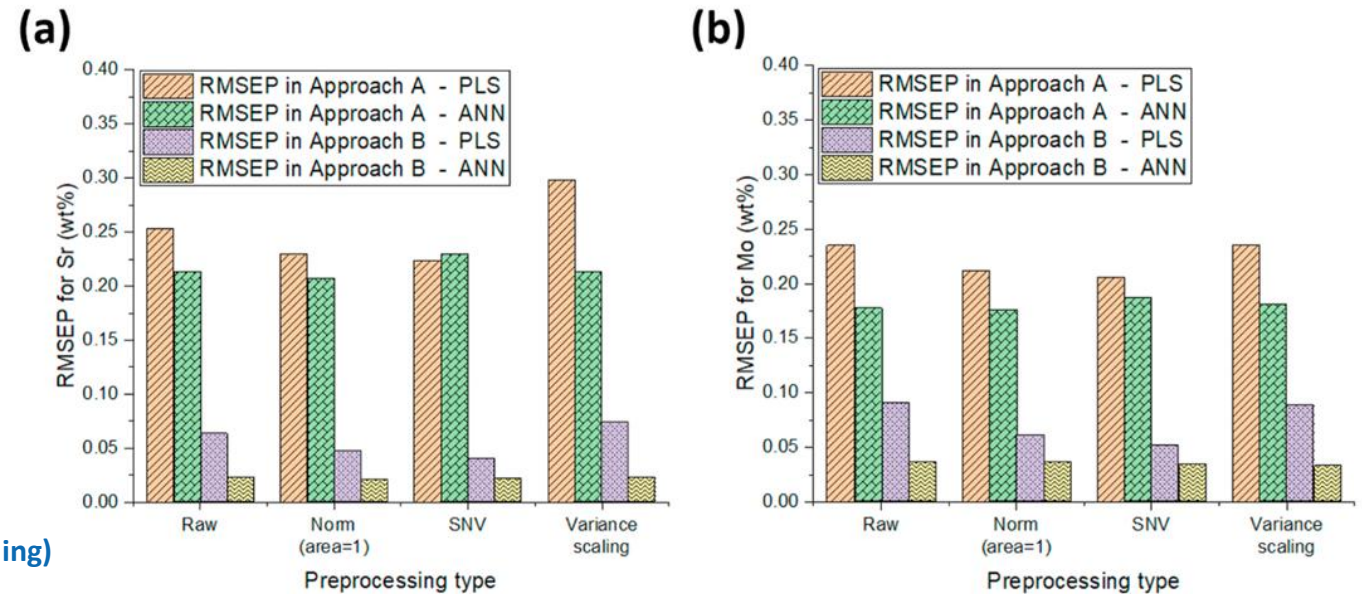 (a)
0.40
0.35
0.30
0.25
0.20
0.15
0.10
0.05
0.00
RMSEP for Sr (wt%)
RMSEP in Approach A - PLS
RMSEP in Approach A - ANN
RMSEP in Approach B - PLS
RMSEP in Approach B - ANN
Raw
Norm
(area=1)
SNV
Variance
scaling
Preprocessing type
ing)
(b)
0.40
0.35
0.30
0.25
0.20
0.15
0.10
0.05
0.00
RMSEP for Mo (wt%)
RMSEP in Approach A - PLS
RMSEP in Approach A - ANN
RMSEP in Approach B - PLS
RMSEP in Approach B - ANN
Raw
Norm
(area=1)
SNV
Variance
scaling
Preprocessing type